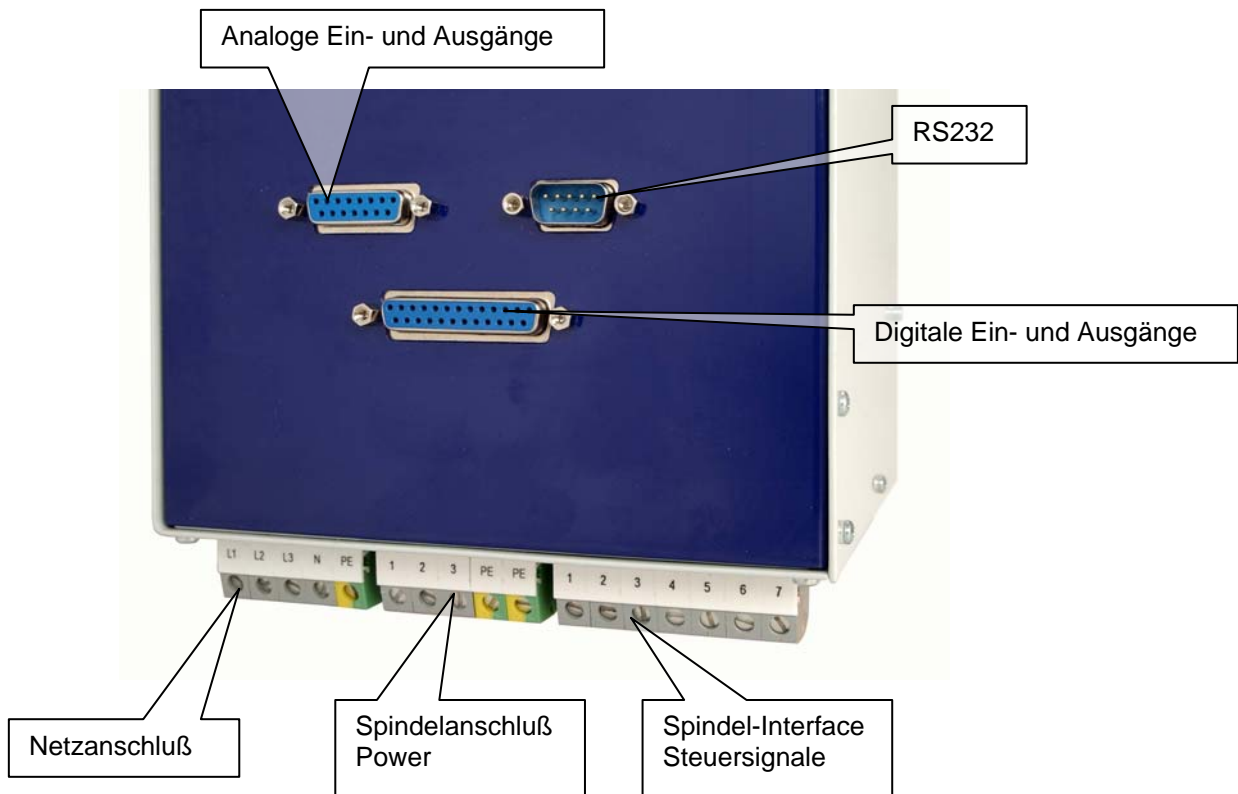 Analoge Ein- und Ausgänge
RS232
Digitale Ein- und Ausgänge
L1 L2 L3 N PE
1 2 3 PE PE
1 2 3 4 5 6 7
Netzanschluß
Spindelanschluß
Power
Spindel-Interface
Steuersignale